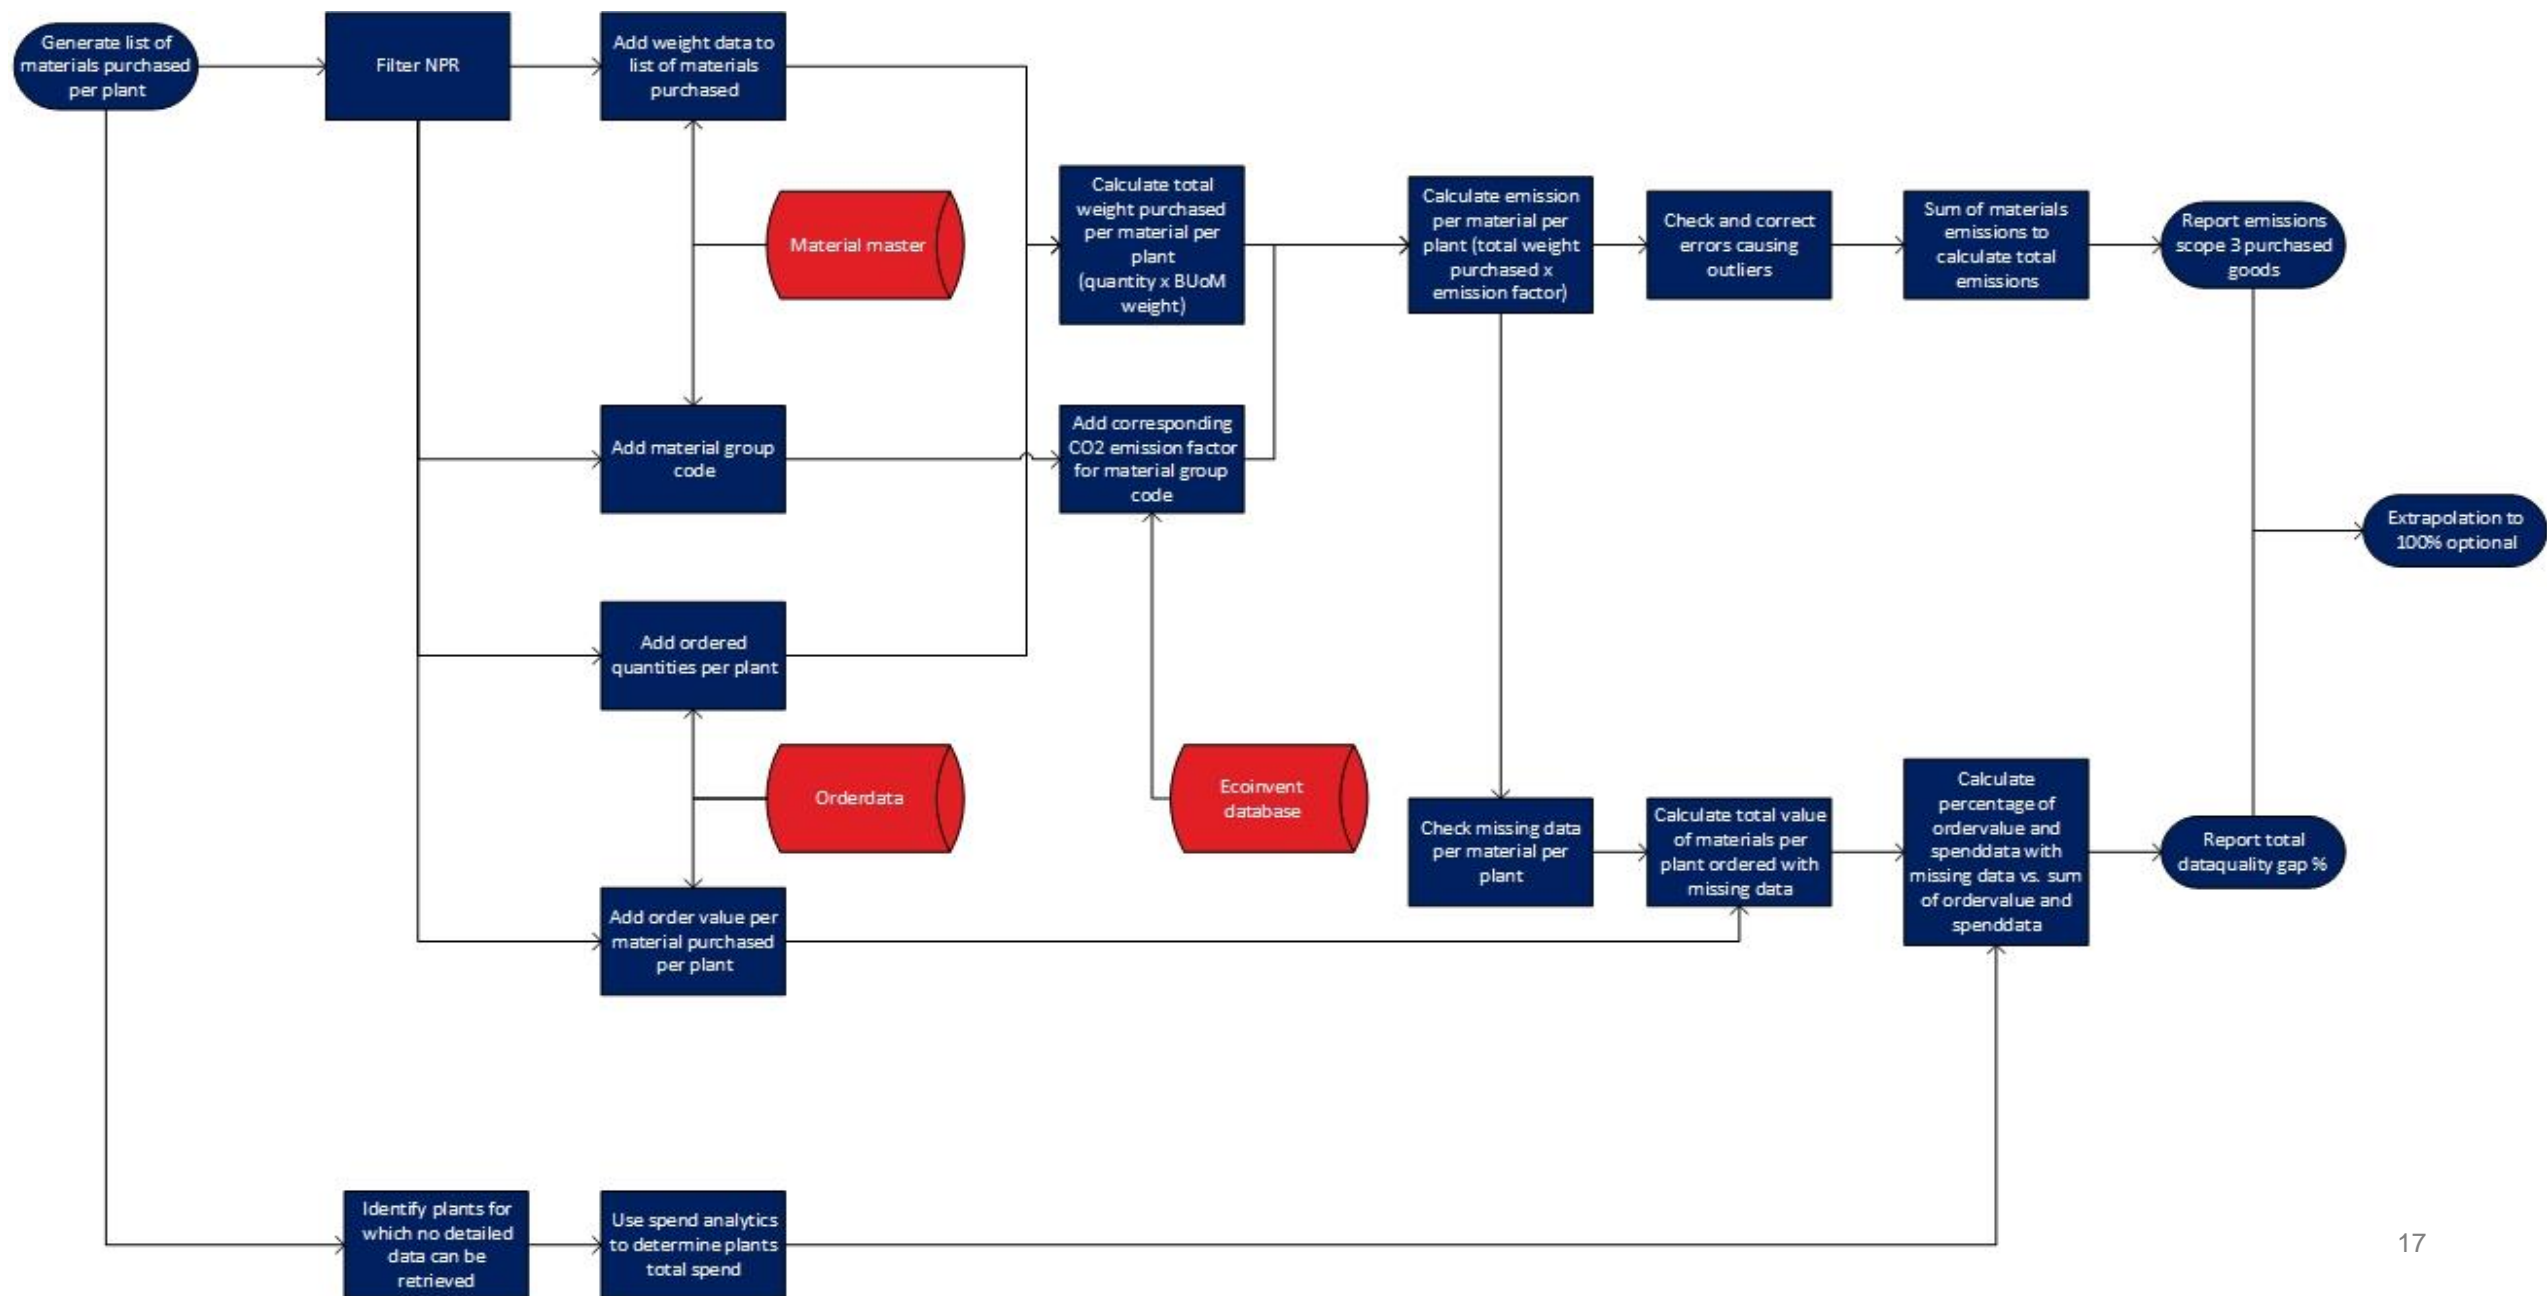 Generate list of
materials purchased
per plant
Filter NPR
Add weight data to
list of materials
purchased
Material master
Calculate total
weight purchased
per material per
plant
(quantity x BUoM
weight)
Calculate emission
per material per
plant (total weight
purchased x
emission factor)
Check and correct
errors causing
outliers
Sum of materials
emissions to
calculate total
emissions
Report emissions
scope 3 purchased
goods
Add material group
code
Add corresponding
CO2 emission factor
for material group
code
Extrapolation to
100% optional
Add ordered
quantities per plant
Orderdata
Ecoinvent
database
Check missing data
per material per
plant
Calculate total value
of materials per
plant ordered with
missing data
Calculate
percentage of
ordervalue and
spenddata with
missing data vs. sum
of ordervalue and
spenddata
Report total
dataquality gap %
Add order value per
material purchased
per plant
Identify plants for
which no detailed
data can be
retrieved
Use spend analytics
to determine plants
total spend
17